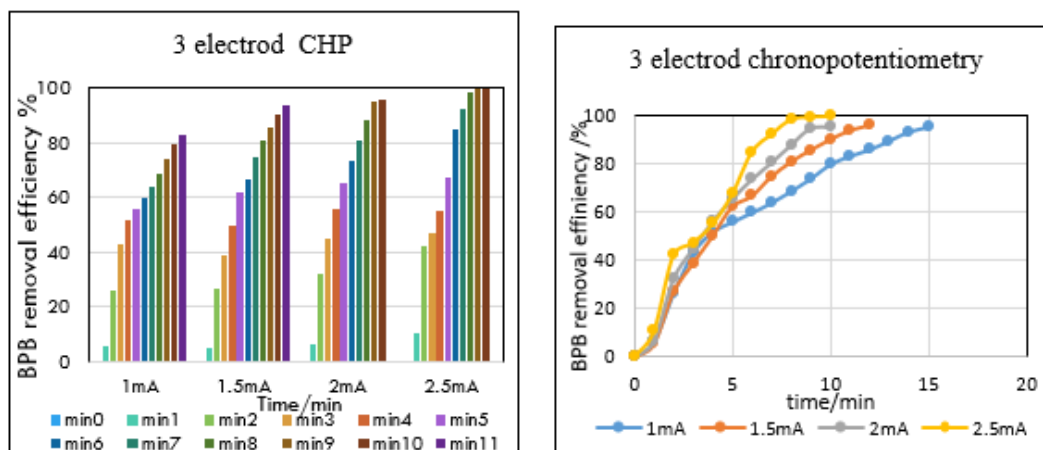 3 electrod CHP
BPB removal efficiency %
100
80
60
40
20
0
1mA 1.5mA 2mA 2.5mA
Time/min
min0 min1 min2 min3 min4 min5
min6 min7 min8 min9 min10 min11
3 electrod chronopotentiometry
BPB removal effiniency /%
100
80
60
40
20
0
0 5 10 15 20
time/min
1mA 1.5mA 2mA 2.5mA